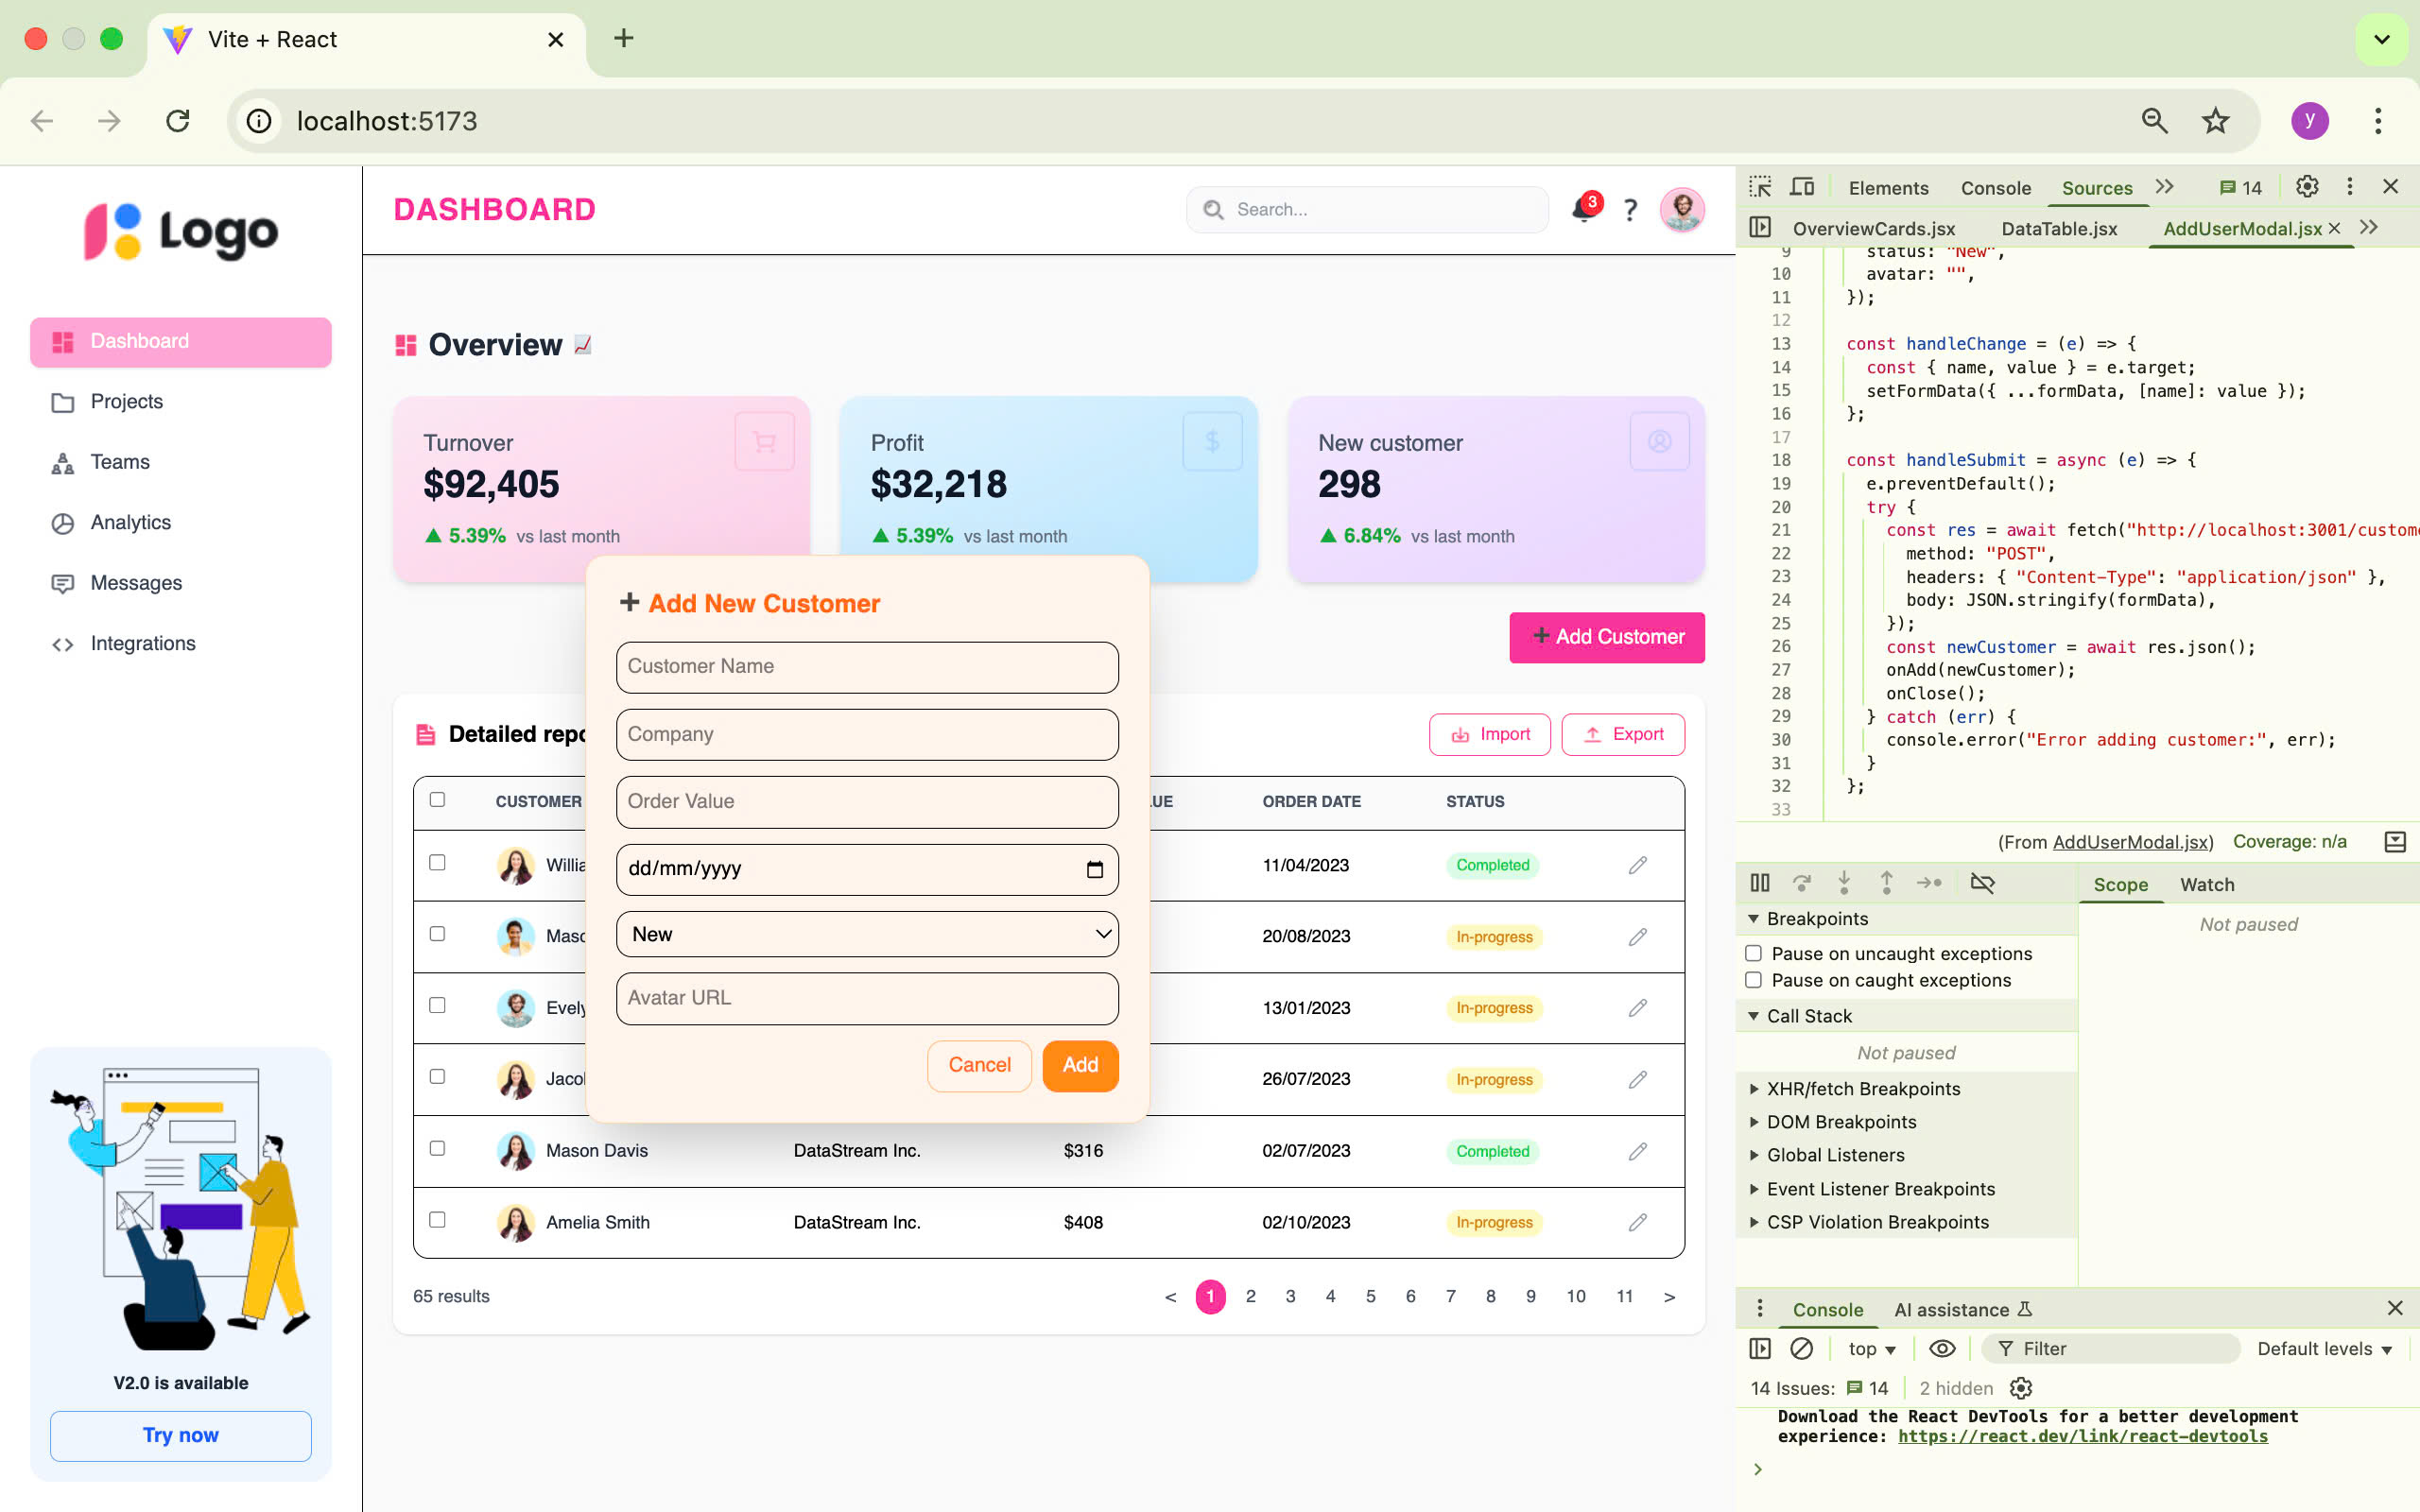 Vite + React
localhost:5173
y
Logo
Dashboard
Projects
Teams
Analytics
Messages
Integrations
V2.0 is available
Try now
DASHBOARD
Search...
3
?
Overview
Turnover
$92,405
5.39% vs last month
Profit
$32,218
5.39% vs last month
New customer
298
6.84% vs last month
Add Customer
Add New Customer
Customer Name
Company
Order Value
dd/mm/yyyy
New
Avatar URL
Cancel
Add
Import
Export
CUSTOMER
ORDER DATE
STATUS
11/04/2023
Completed
20/08/2023
In-progress
13/01/2023
In-progress
26/07/2023
In-progress
Mason Davis DataStream Inc. $316 02/07/2023 Completed
Amelia Smith DataStream Inc. $408 02/10/2023 In-progress
65 results
< 1 2 3 4 5 6 7 8 9 10 11 >
Elements Console Sources 14
OverviewCards.jsx DataTable.jsx AddUserModal.jsx
9 status: "New",
10 avatar: "",
11 });
12
13 const handleChange = (e) => {
14 const { name, value } = e.target;
15 setFormData({ ...formData, [name]: value });
16 };
17
18 const handleSubmit = async (e) => {
19 e.preventDefault();
20 try {
21 const res = await fetch("http://localhost:3001/custome
22 method: "POST",
23 headers: { "Content-Type": "application/json" },
24 body: JSON.stringify(formData),
25 });
26 const newCustomer = await res.json();
27 onAdd(newCustomer);
28 onClose();
29 } catch (err) {
30 console.error("Error adding customer:", err);
31 }
32 };
33
(From AddUserModal.jsx) Coverage: n/a
Scope Watch
Not paused
Breakpoints
Pause on uncaught exceptions
Pause on caught exceptions
Call Stack
Not paused
XHR/fetch Breakpoints
DOM Breakpoints
Global Listeners
Event Listener Breakpoints
CSP Violation Breakpoints
Console AI assistance
top Filter Default levels
14 Issues: 14 2 hidden
Download the React DevTools for a better development
experience: https://react.dev/link/react-devtools